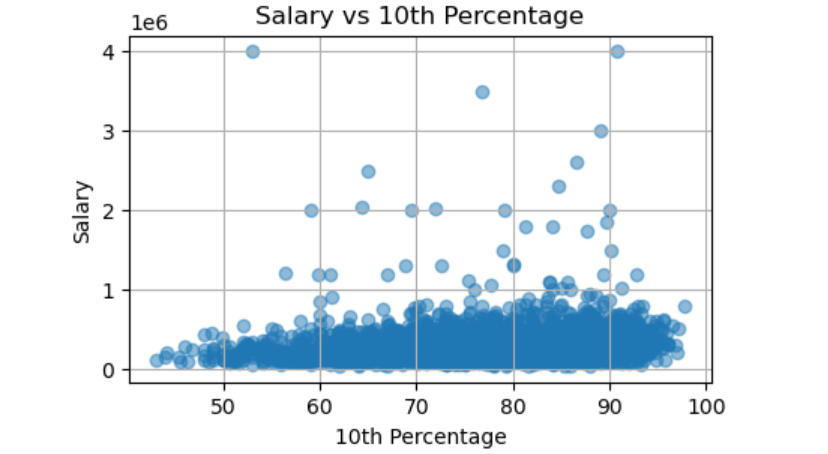 Salary vs 10th Percentage
1e6
4
3
2
1
0
Salary
50 60 70 80 90 100
10th Percentage